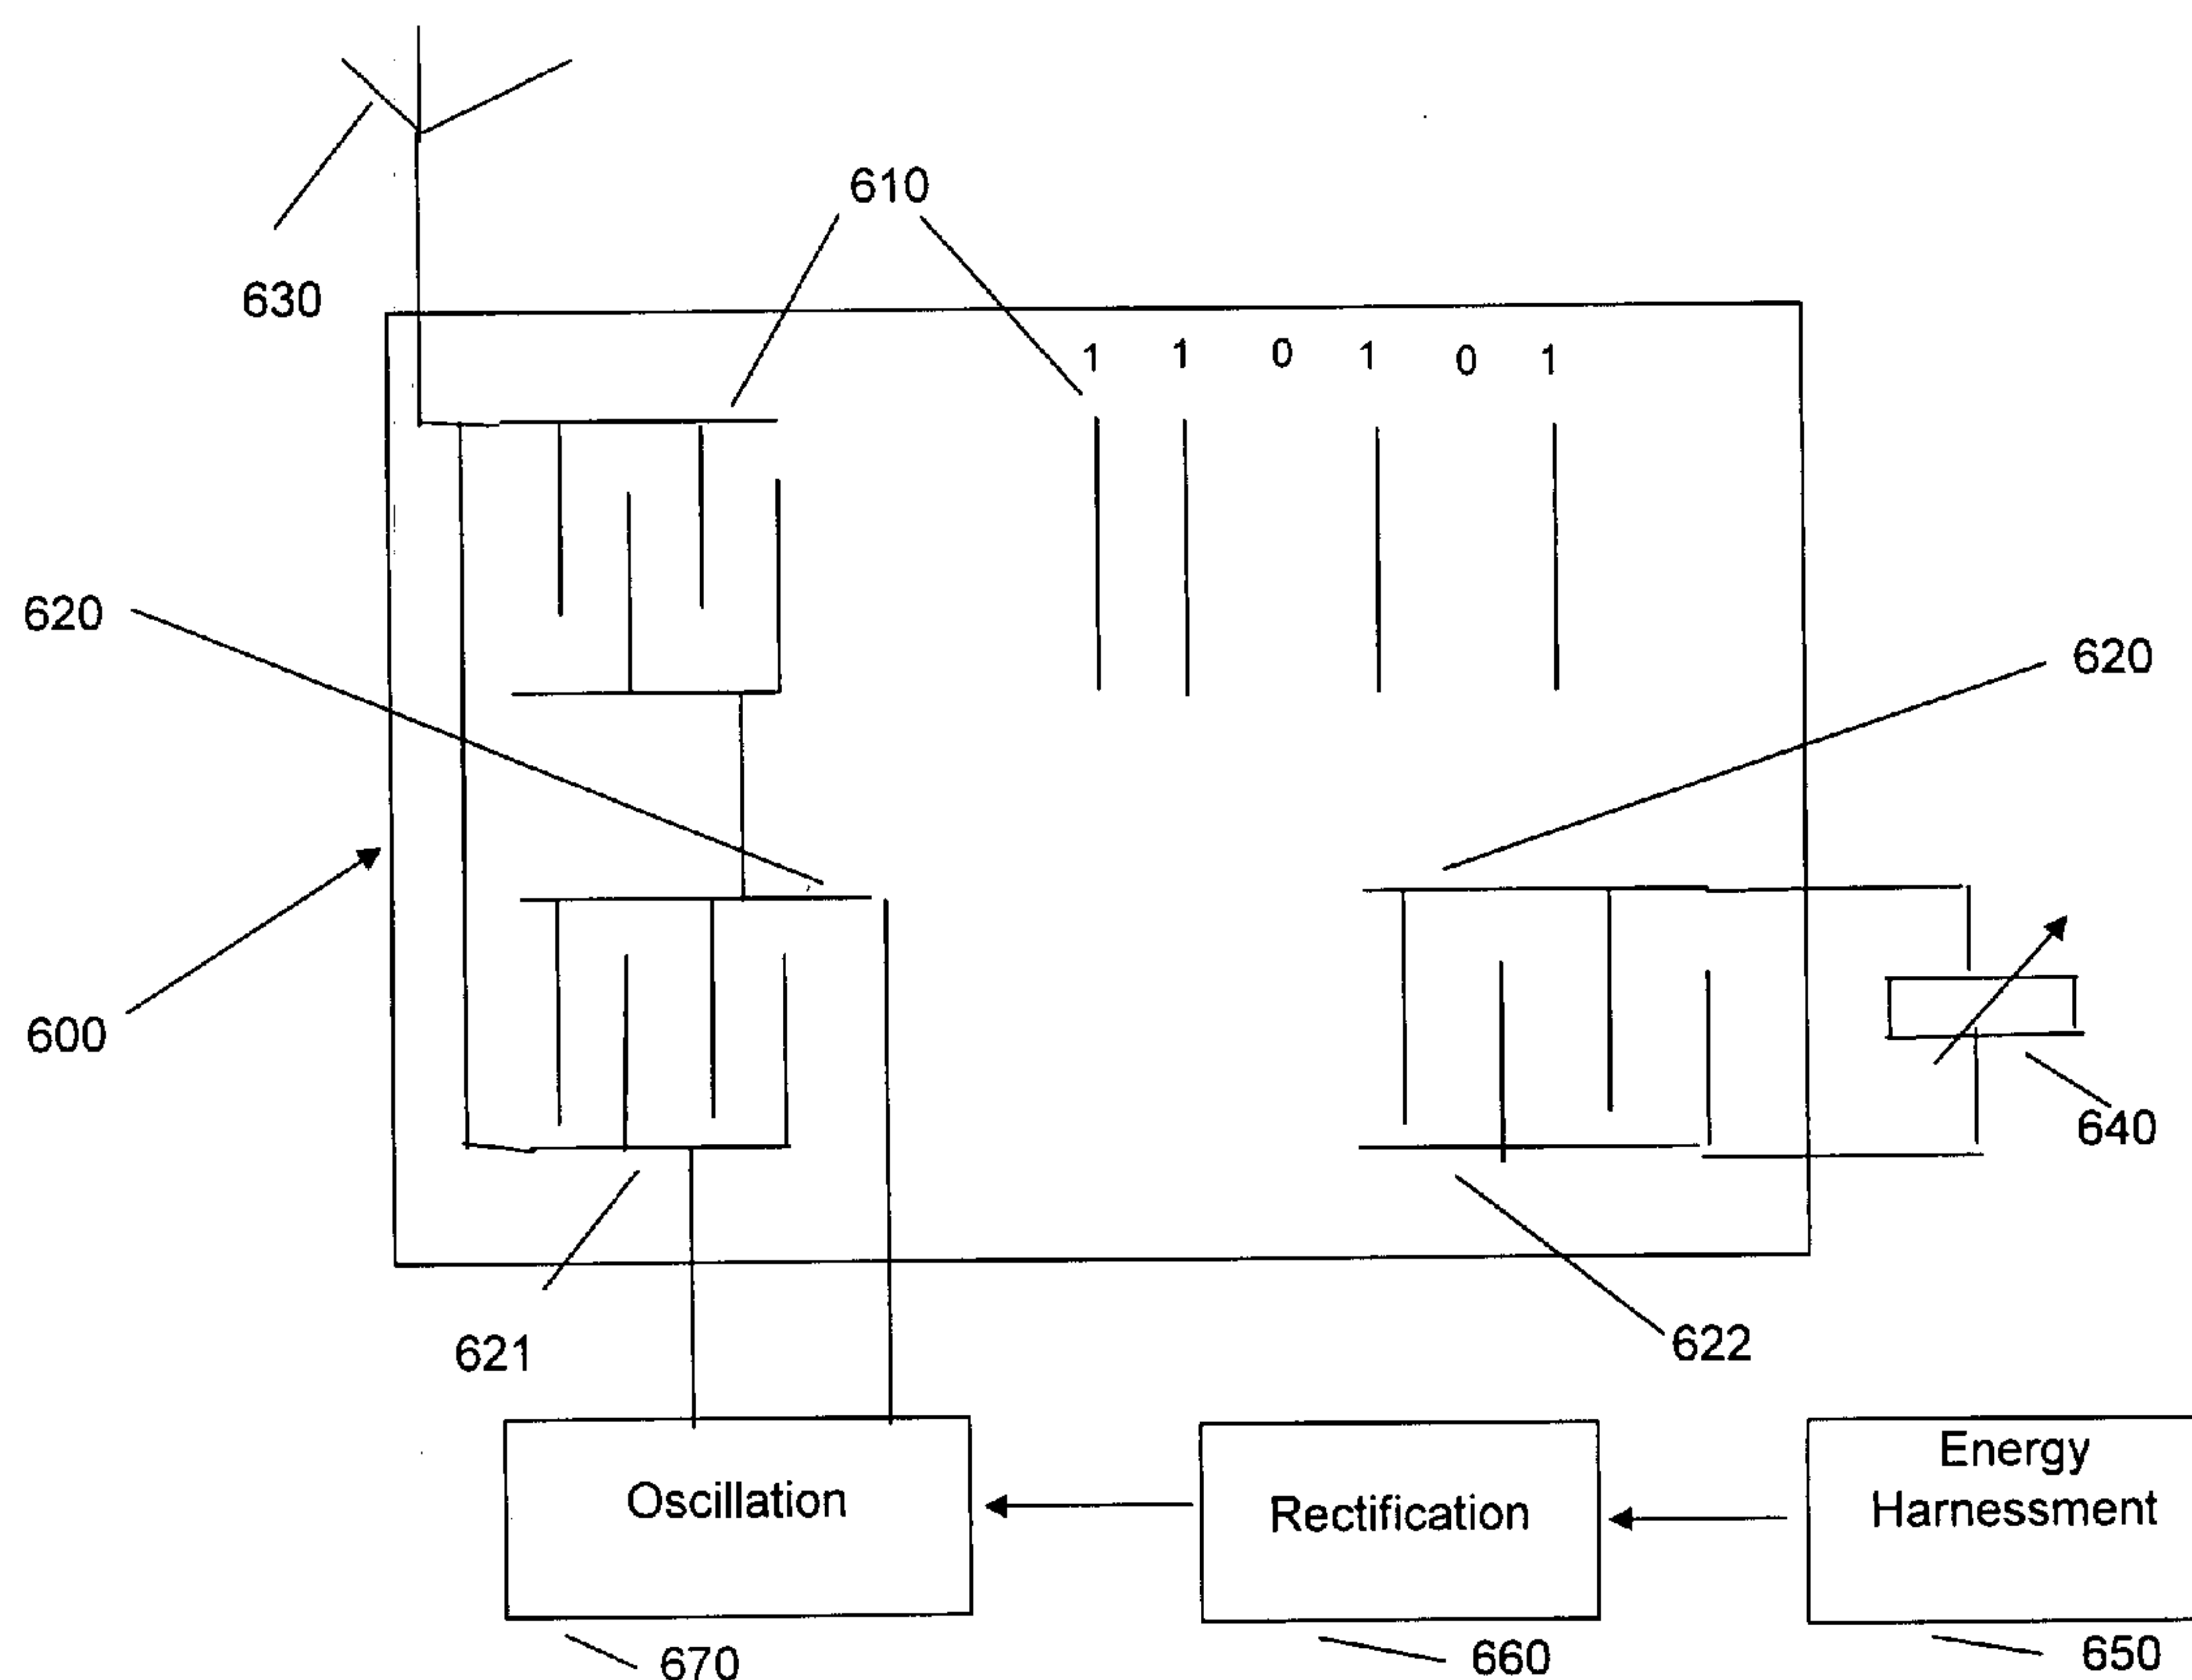 610
630
1 1 0 1 0 1
620
620
600
640
621
622
Oscillation
Rectification
Energy
Harnessment
670
660
650